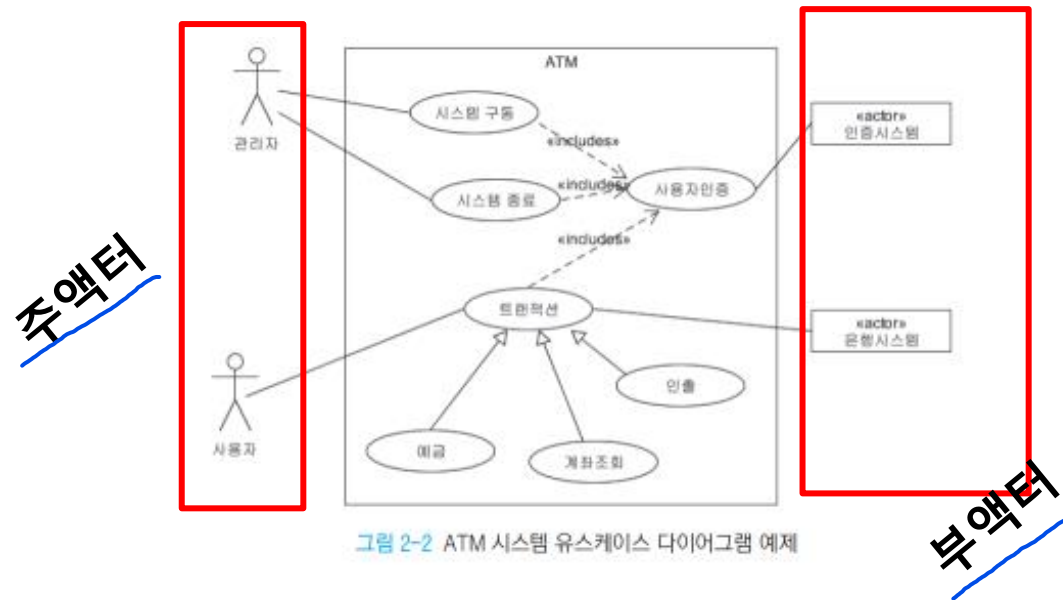 ATM
관리자
시스템 구동
«includes»
«actor»
인증시스템
시스템 종료
«includes»
사용자인증
주액터
«includes»
트랜잭션
«actor»
은행시스템
사용자
인출
예금
계좌조회
부액터
그림 2-2 ATM 시스템 유스케이스 다이어그램 예제